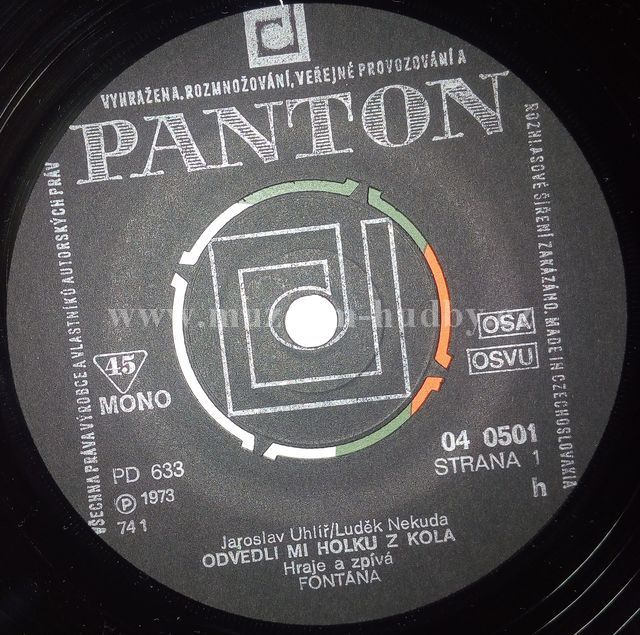 VYHRAŽENA. ROZMNOŽOVÁNÍ, VEŘEJNÉ PROVOZOVÁNÍ A
PANTON
VŠECHNA PRÁVA VÝROBCE A VLASTNÍKŮ AUTORSKÝCH PRÁV
ROZHLASOVÉ ŠÍŘENÍ ZAKÁZÁNO. MADE IN CZECHOSLOVAKIA
45
MONO
OSA
OSVU
04 0501
STRANA 1
h
PD 633
Ⓟ 1973
74 1
Jaroslav Uhlíř/Luděk Nekuda
ODVEDLI MI HOLKU Z KOLA
Hraje a zpívá
FONTÁNA